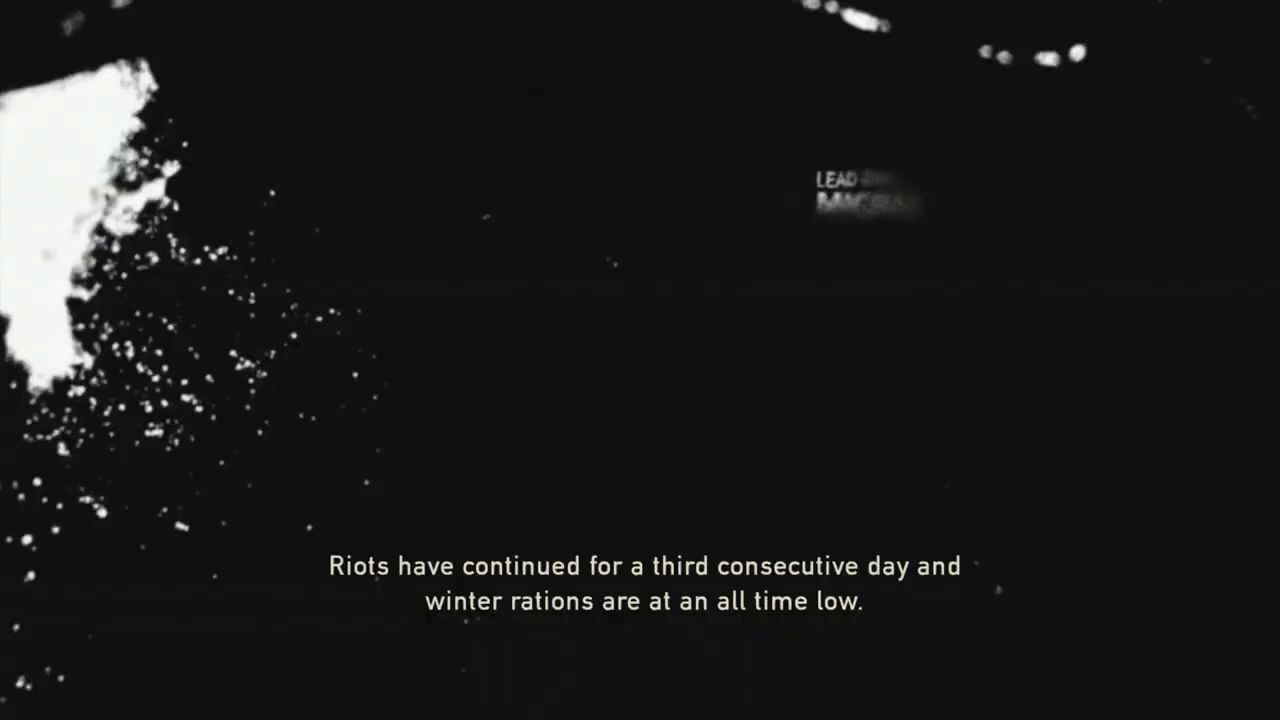 LEAD
Riots have continued for a third consecutive day and
winter rations are at an all time low.